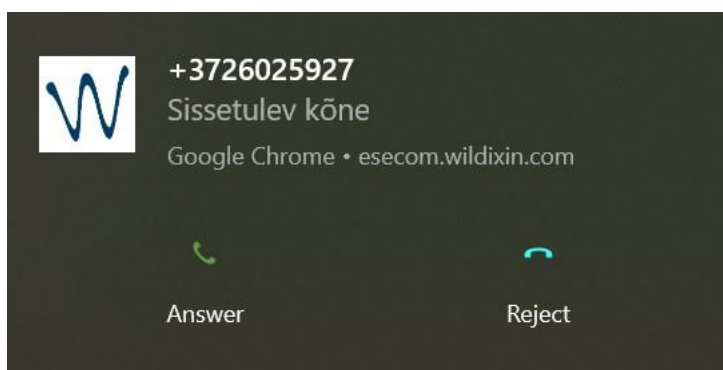 +3726025927
Sissetulev kõne
Google Chrome • esecom.wildixin.com
Answer
Reject